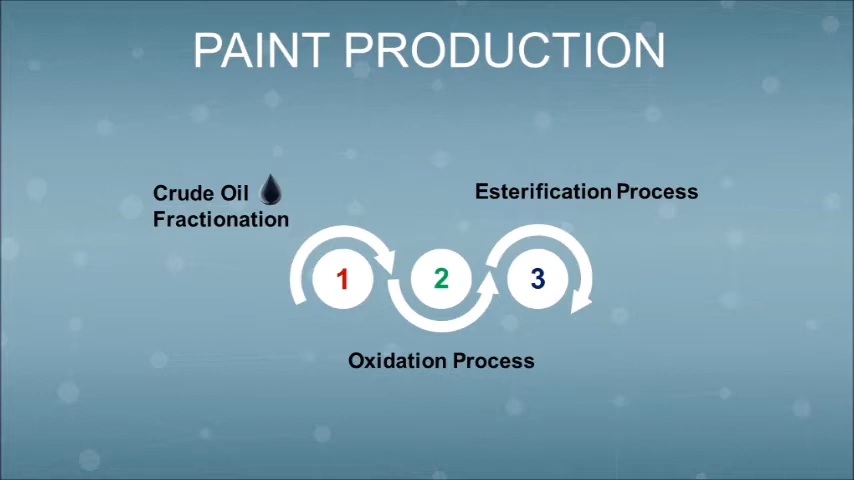 PAINT PRODUCTION
Crude Oil
Fractionation
Esterification Process
1
2
3
Oxidation Process